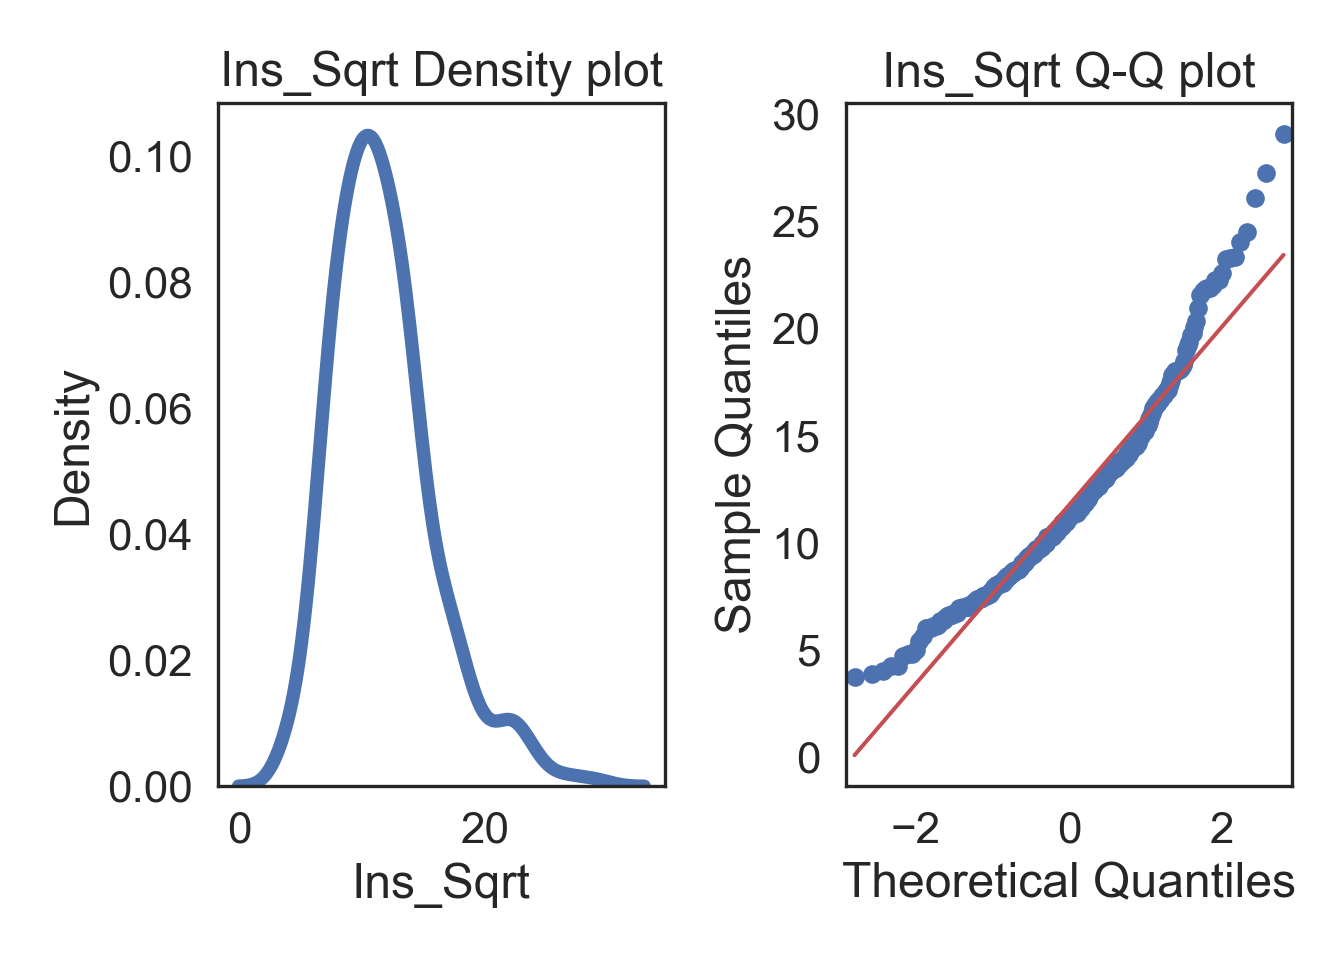 Ins_Sqrt Density plot
0.10
0.08
0.06
0.04
0.02
0.00
Density
0 20
Ins_Sqrt
Ins_Sqrt Q-Q plot
30
25
20
15
10
5
0
Sample Quantiles
−2 0 2
Theoretical Quantiles